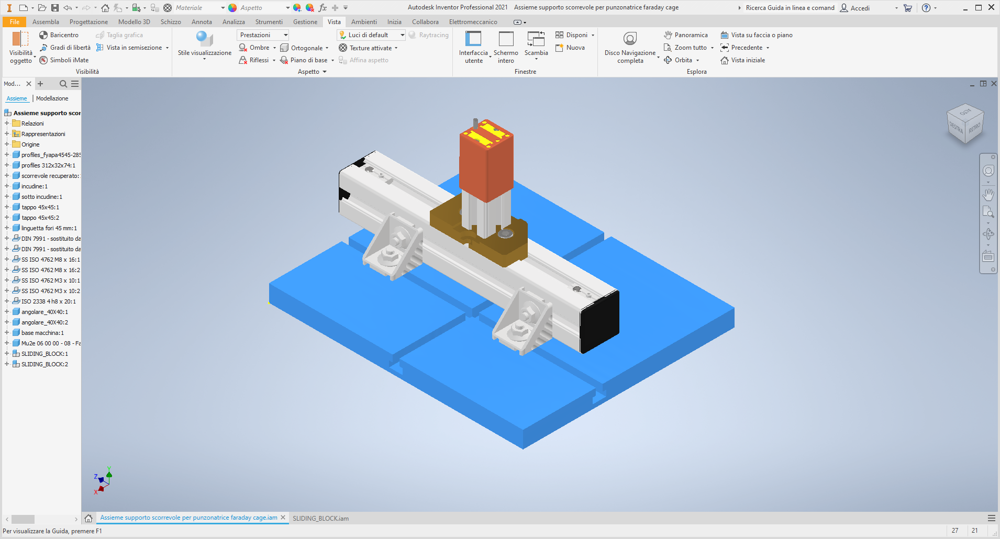 Materiale
Aspetto
Autodesk Inventor Professional 2021 Assieme supporto scorrevole per punzonatrice faraday cage
Ricerca Guida in linea e comand
Accedi
File Assembla Progettazione Modello 3D Schizzo Annota Analizza Strumenti Gestione Vista Ambienti Inizia Collabora Elettromeccanico
Visibilità oggetto
Baricentro
Gradi di libertà
Simboli iMate
Taglia grafica
Vista in semisezione
Visibilità
Stile visualizzazione
Prestazioni
Ombre
Riflessi
Ortogonale
Piano di base
Luci di default
Texture attivate
Affina aspetto
Raytracing
Aspetto
Interfaccia utente
Schermo intero
Scambia
Disponi
Nuova
Finestre
Disco Navigazione completa
Panoramica
Zoom tutto
Orbita
Vista su faccia o piano
Precedente
Vista iniziale
Esplora
Mod...
Assieme | Modellazione
Assieme supporto scor
Relazioni
Rappresentazioni
Origine
profiles_fyapa4545-285
profiles 312x32x74:1
scorrevole recuperato:
incudine:1
sotto incudine:1
tappo 45x45:1
tappo 45x45:2
linguetta fori 45 mm:1
DIN 7991 - sostituito da
DIN 7991 - sostituito da
SS ISO 4762 M8 x 16:1
SS ISO 4762 M8 x 16:2
SS ISO 4762 M3 x 10:1
SS ISO 4762 M3 x 10:2
ISO 2338 4 h8 x 20:1
angolare_40X40:1
angolare_40X40:2
base macchina:1
Mu2e 06 00 00 - 08 - Fa
SLIDING_BLOCK:1
SLIDING_BLOCK:2
ALTO
DESTRA
RETRO
Y
Z
X
Assieme supporto scorrevole per punzonatrice faraday cage.iam
SLIDING_BLOCK.iam
Per visualizzare la Guida, premere F1
27 21